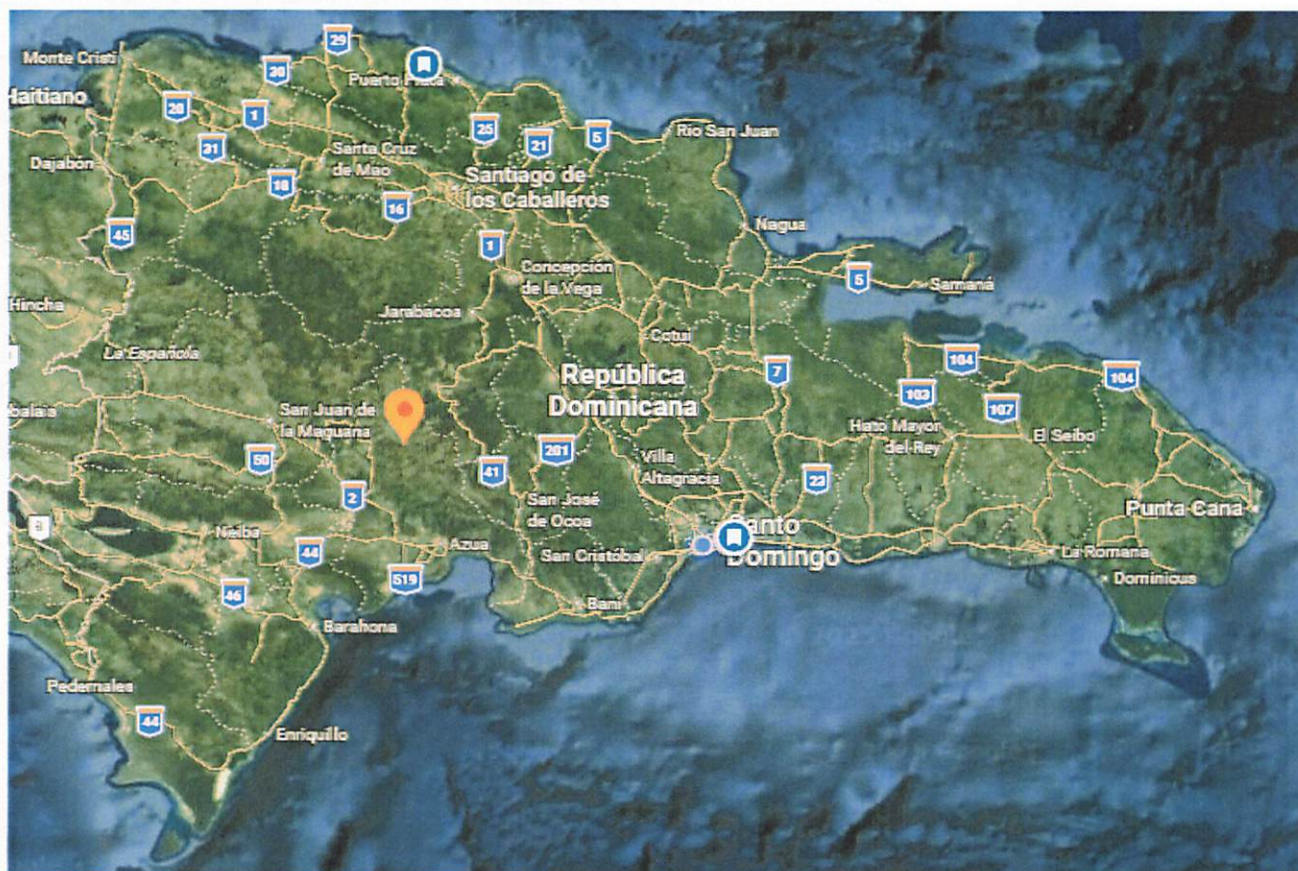 29
Monte Cristi
20
Puerto Plata
Haitiano
20
1
25
5
Río San Juan
21
31
Dajabón
Santa Cruz
de Mao
18
Santiago de
los Caballeros
16
45
Nagua
1
Concepción
de la Vega
5
Samaná
Hincha
Jarabacoa
Cotuí
La Española
104
República
Dominicana
7
104
103
107
San Juan de
la Maguana
balais
Hato Mayor
del Rey
El Seibo
50
201
41
Villa
Altagracia
23
2
San José
de Ocoa
Punta Cana
Neiba
44
Azua
San Cristóbal
Santo
Domingo
La Romana
519
Dominicus
46
Baní
Barahona
Pedernales
44
Enriquillo